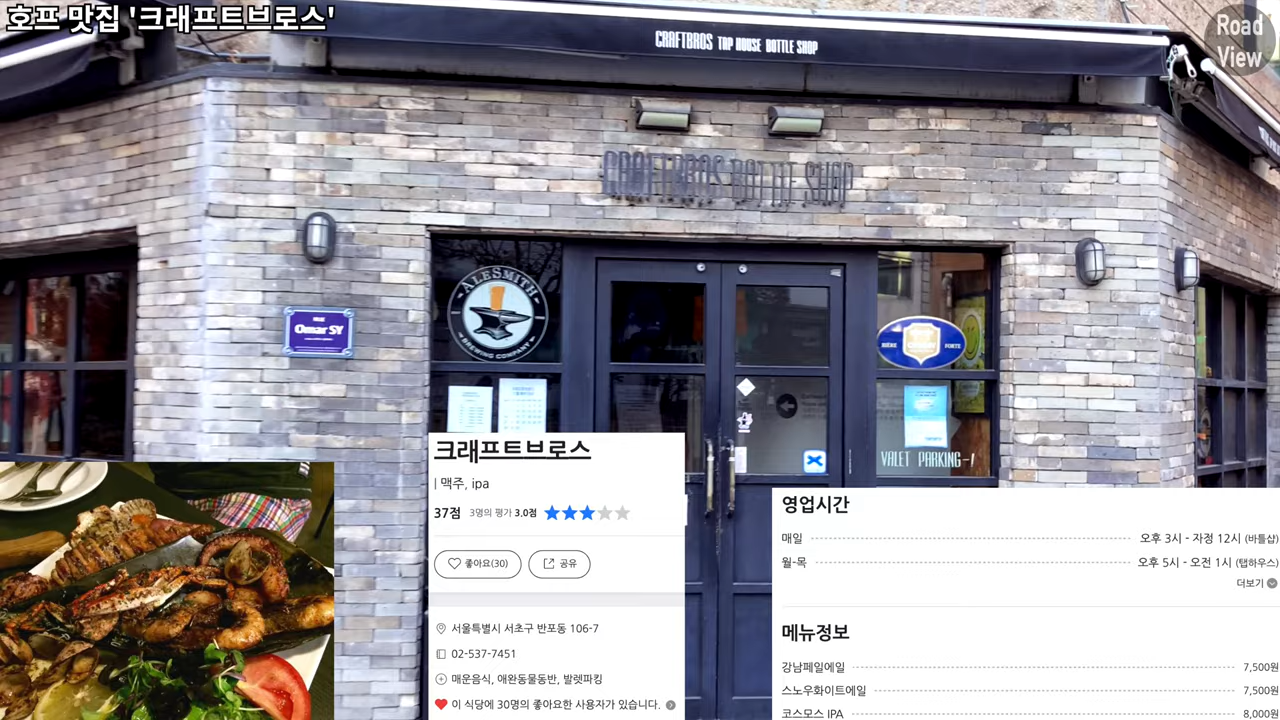 호프 맛집 '크래프트브로스'
Road
View
CRAFTBROS TAP HOUSE BOTTLE SHOP
CRAFTBROS BOTTLE SHOP
ALESMITH
BREWING COMPANY
Omar SY
BIÈRE
FORTE
VALET PARKING
크래프트브로스
| 맥주, ipa
37점 3명의 평가 3.0점
좋아요(30)
공유
서울특별시 서초구 반포동 106-7
02-537-7451
매운음식, 애완동물동반, 발렛파킹
이 식당에 30명의 좋아요한 사용자가 있습니다.
영업시간
매일 오후 3시 - 자정 12시 (바틀샵)
월-목 오후 5시 - 오전 1시 (탭하우스)
더보기
메뉴정보
강남페일에일 7,500원
스노우화이트에일 7,500원
코스모스 IPA 8,000원